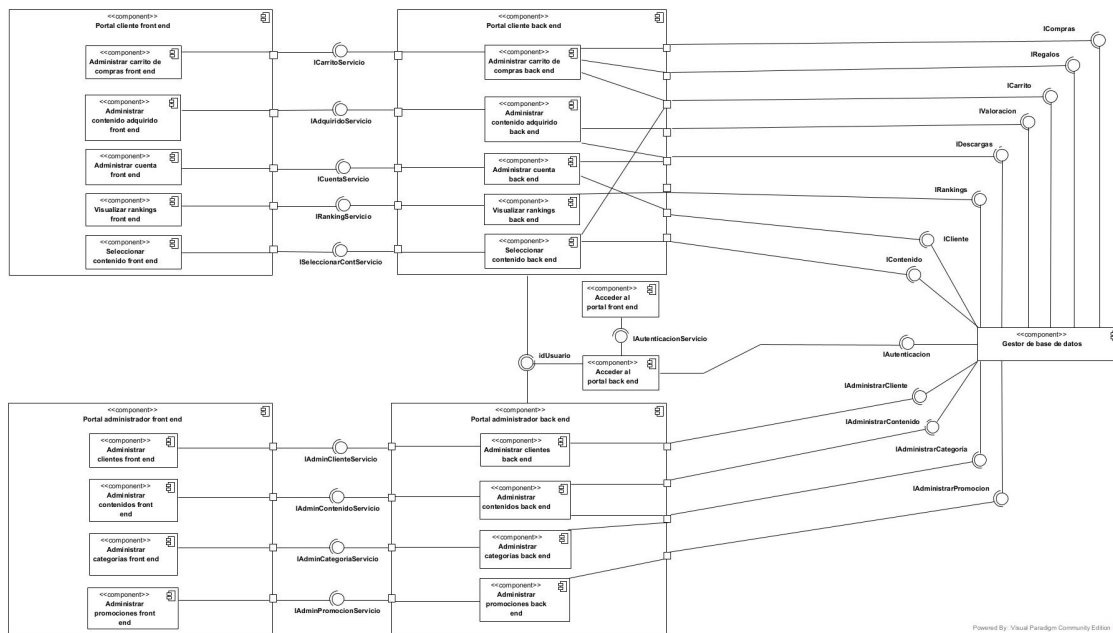 <<component>>
Portal cliente front end
<<component>>
Administrar carrito de
compras front end
<<component>>
Administrar
contenido adquirido
front end
<<component>>
Administrar cuenta
front end
<<component>>
Visualizar rankings
front end
<<component>>
Seleccionar
contenido front end
ICarritoServicio
IAdquiridoServicio
ICuentaServicio
IRankingServicio
ISeleccionarContServicio
<<component>>
Portal cliente back end
<<component>>
Administrar carrito de
compras back end
<<component>>
Administrar
contenido adquirido
back end
<<component>>
Administrar cuenta
back end
<<component>>
Visualizar rankings
back end
<<component>>
Seleccionar
contenido back end
ICompras
IRegalos
ICarrito
IValoracion
IDescargas
IRankings
ICliente
IContenido
<<component>>
Acceder al
portal front end
IAutenticacionServicio
idUsuario
<<component>>
Acceder al
portal back end
IAutenticacion
<<component>>
Gestor de base de datos
IAdministrarCliente
IAdministrarContenido
IAdministrarCategoria
IAdministrarPromocion
<<component>>
Portal administrador front end
<<component>>
Administrar
clientes front end
<<component>>
Administrar
contenidos front
end
<<component>>
Administrar
categorias front end
<<component>>
Administrar
promociones front
end
IAdminClienteServicio
IAdminContenidoServicio
IAdminCategoriaServicio
IAdminPromocionServicio
<<component>>
Portal administrador back end
<<component>>
Administrar clientes
back end
<<component>>
Administrar
contenidos back end
<<component>>
Administrar
categorias back end
<<component>>
Administrar
promociones back
end
Powered By: Visual Paradigm Community Edition